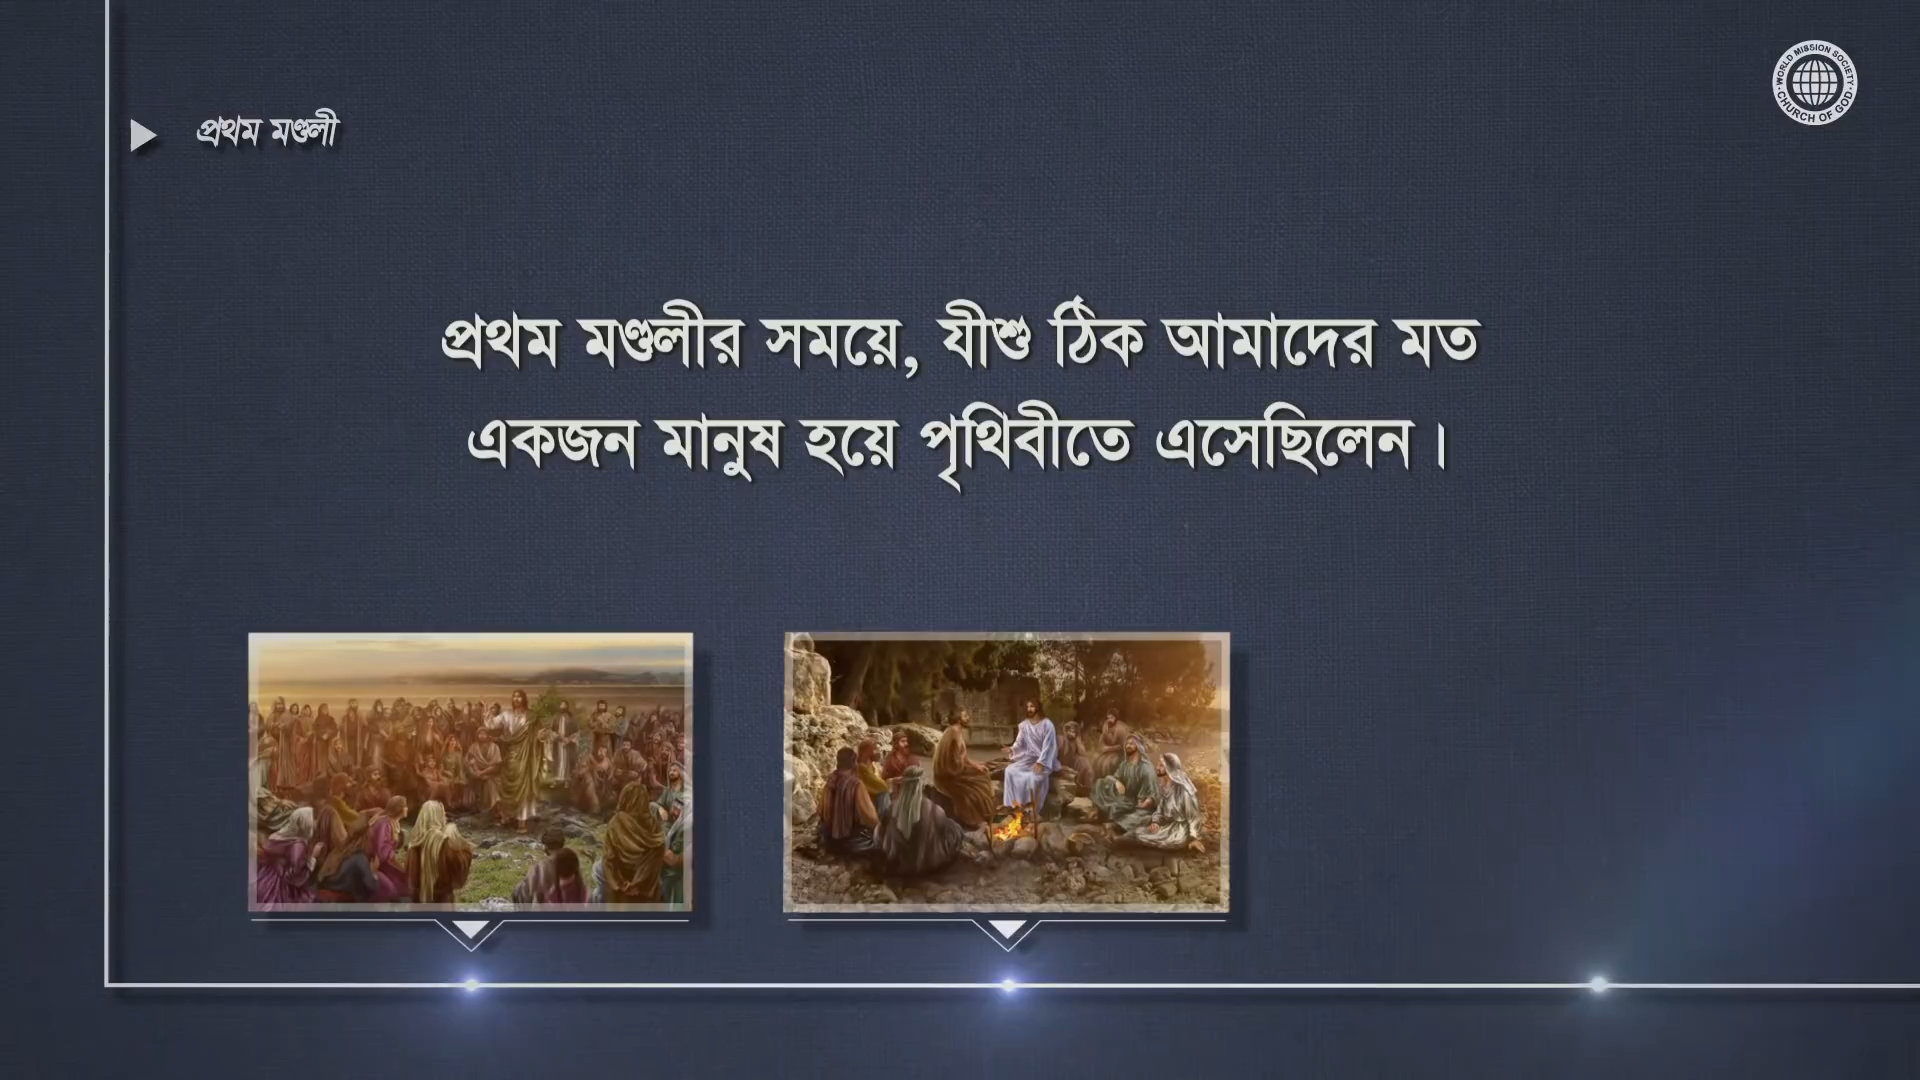 প্রথম মণ্ডলী
WORLD MISSION SOCIETY
CHURCH OF GOD
প্রথম মণ্ডলীর সময়ে, যীশু ঠিক আমাদের মত
একজন মানুষ হয়ে পৃথিবীতে এসেছিলেন।